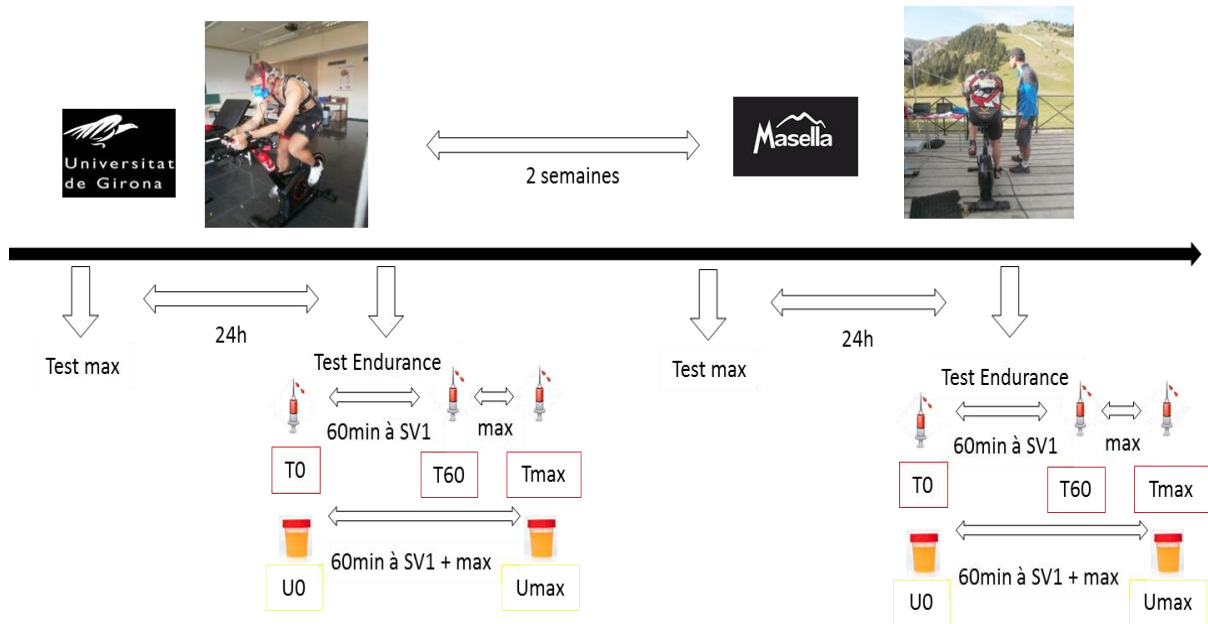 Universitat
de Girona
2 semaines
Masella
Test max
24h
Test Endurance
60min à SV1
max
T0
T60
Tmax
60min à SV1 + max
U0
Umax
Test max
24h
Test Endurance
60min à SV1
max
T0
T60
Tmax
60min à SV1 + max
U0
Umax